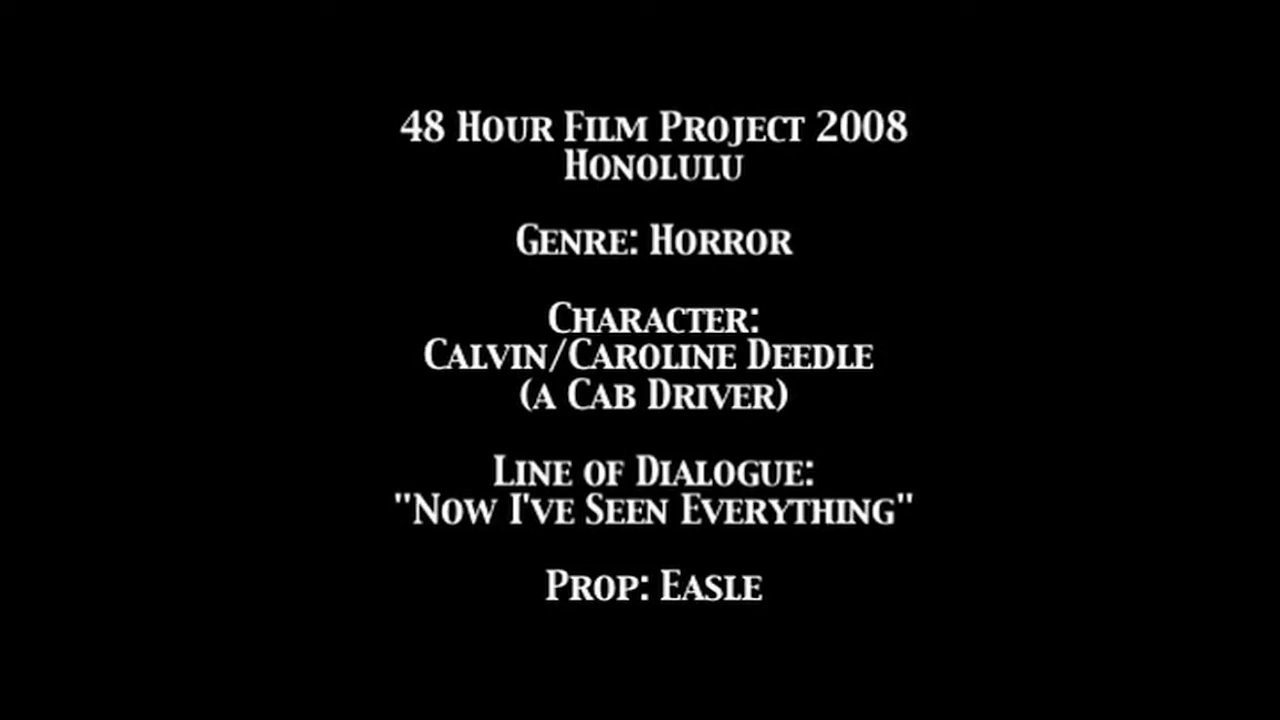 48 Hour Film Project 2008
Honolulu
Genre: Horror
Character:
Calvin/Caroline Deedle
(a Cab Driver)
Line of Dialogue:
"Now I've Seen Everything"
Prop: Easle